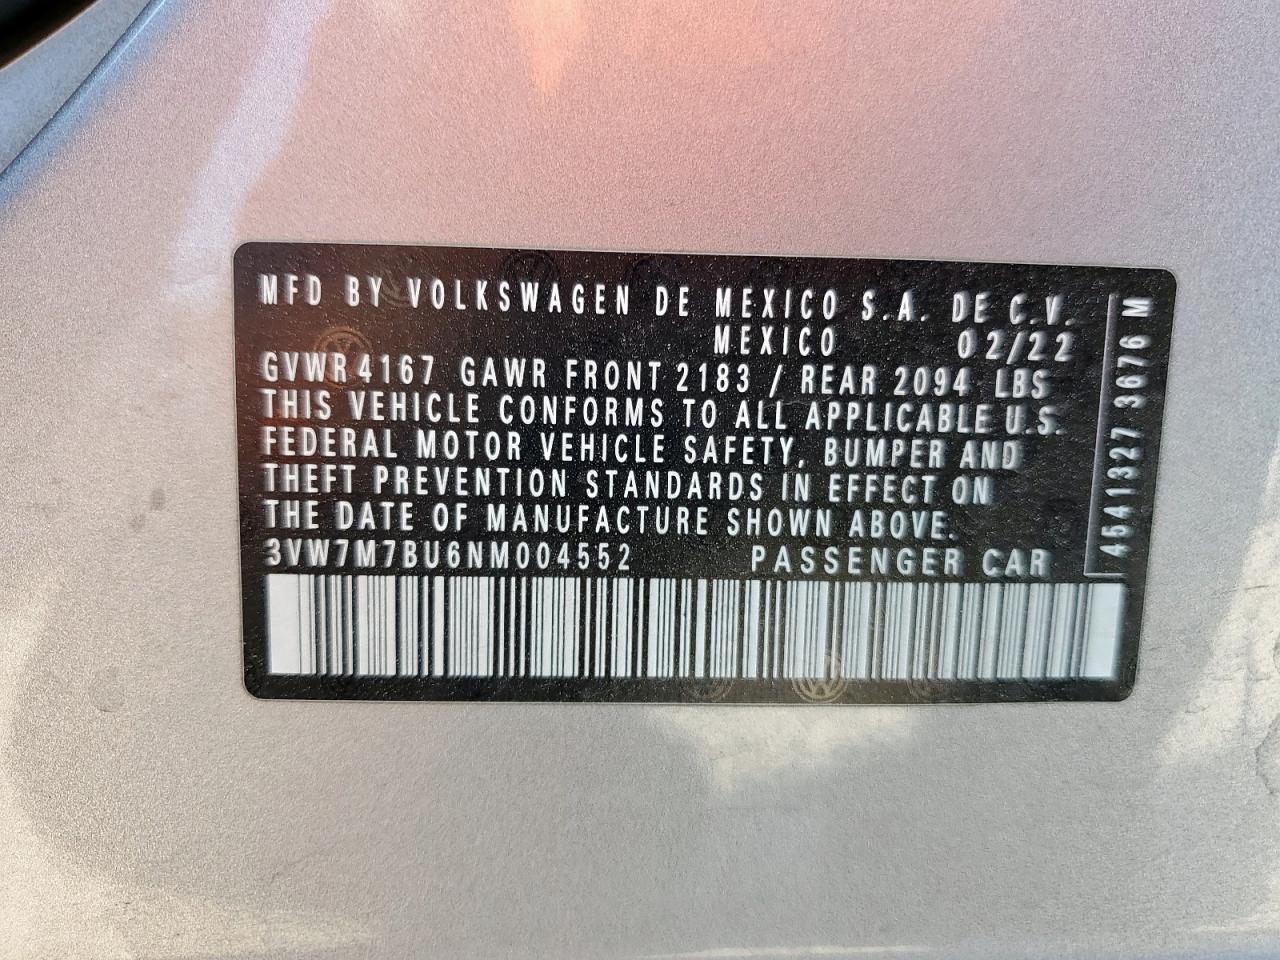 MFD BY VOLKSWAGEN DE MEXICO S.A. DE C.V.
MEXICO 02/22
GVWR 4167 GAWR FRONT 2183 / REAR 2094 LBS
THIS VEHICLE CONFORMS TO ALL APPLICABLE U.S.
FEDERAL MOTOR VEHICLE SAFETY, BUMPER AND
THEFT PREVENTION STANDARDS IN EFFECT ON
THE DATE OF MANUFACTURE SHOWN ABOVE.
3VW7M7BU6NM004552 PASSENGER CAR
4541327 3676 M